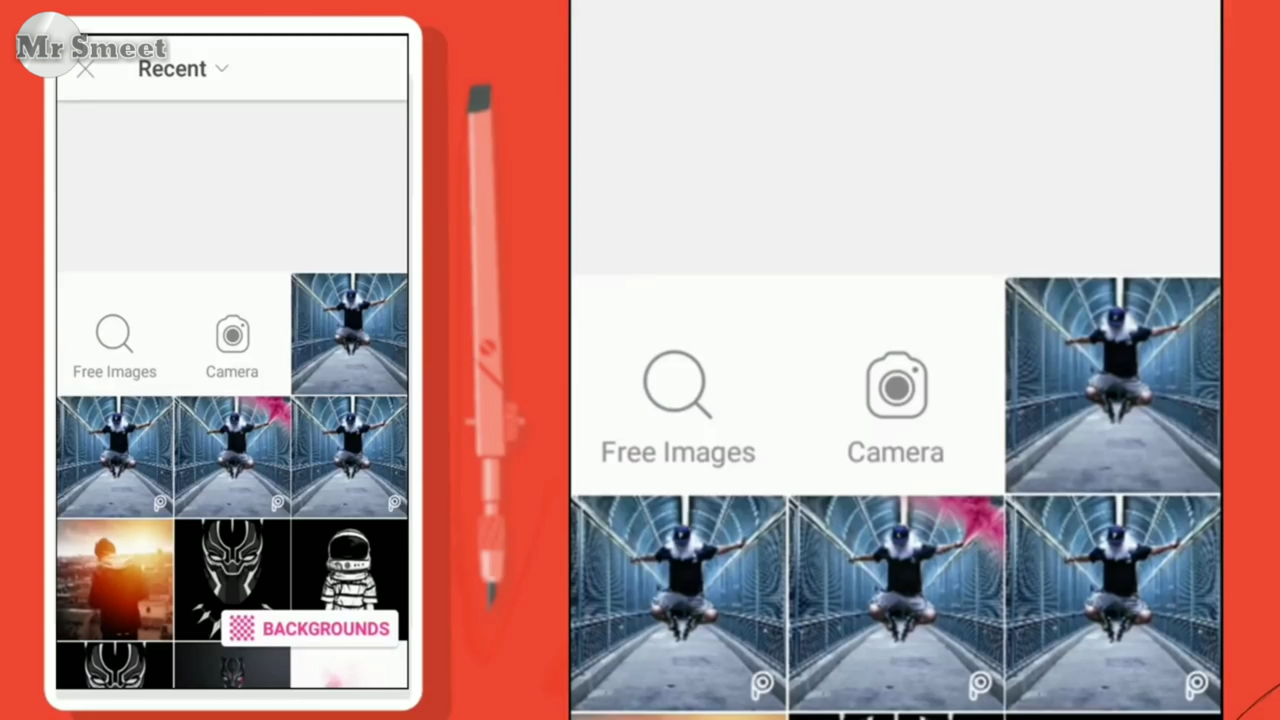 Mr Smeet
Recent
Free Images
Camera
BACKGROUNDS
Free Images
Camera